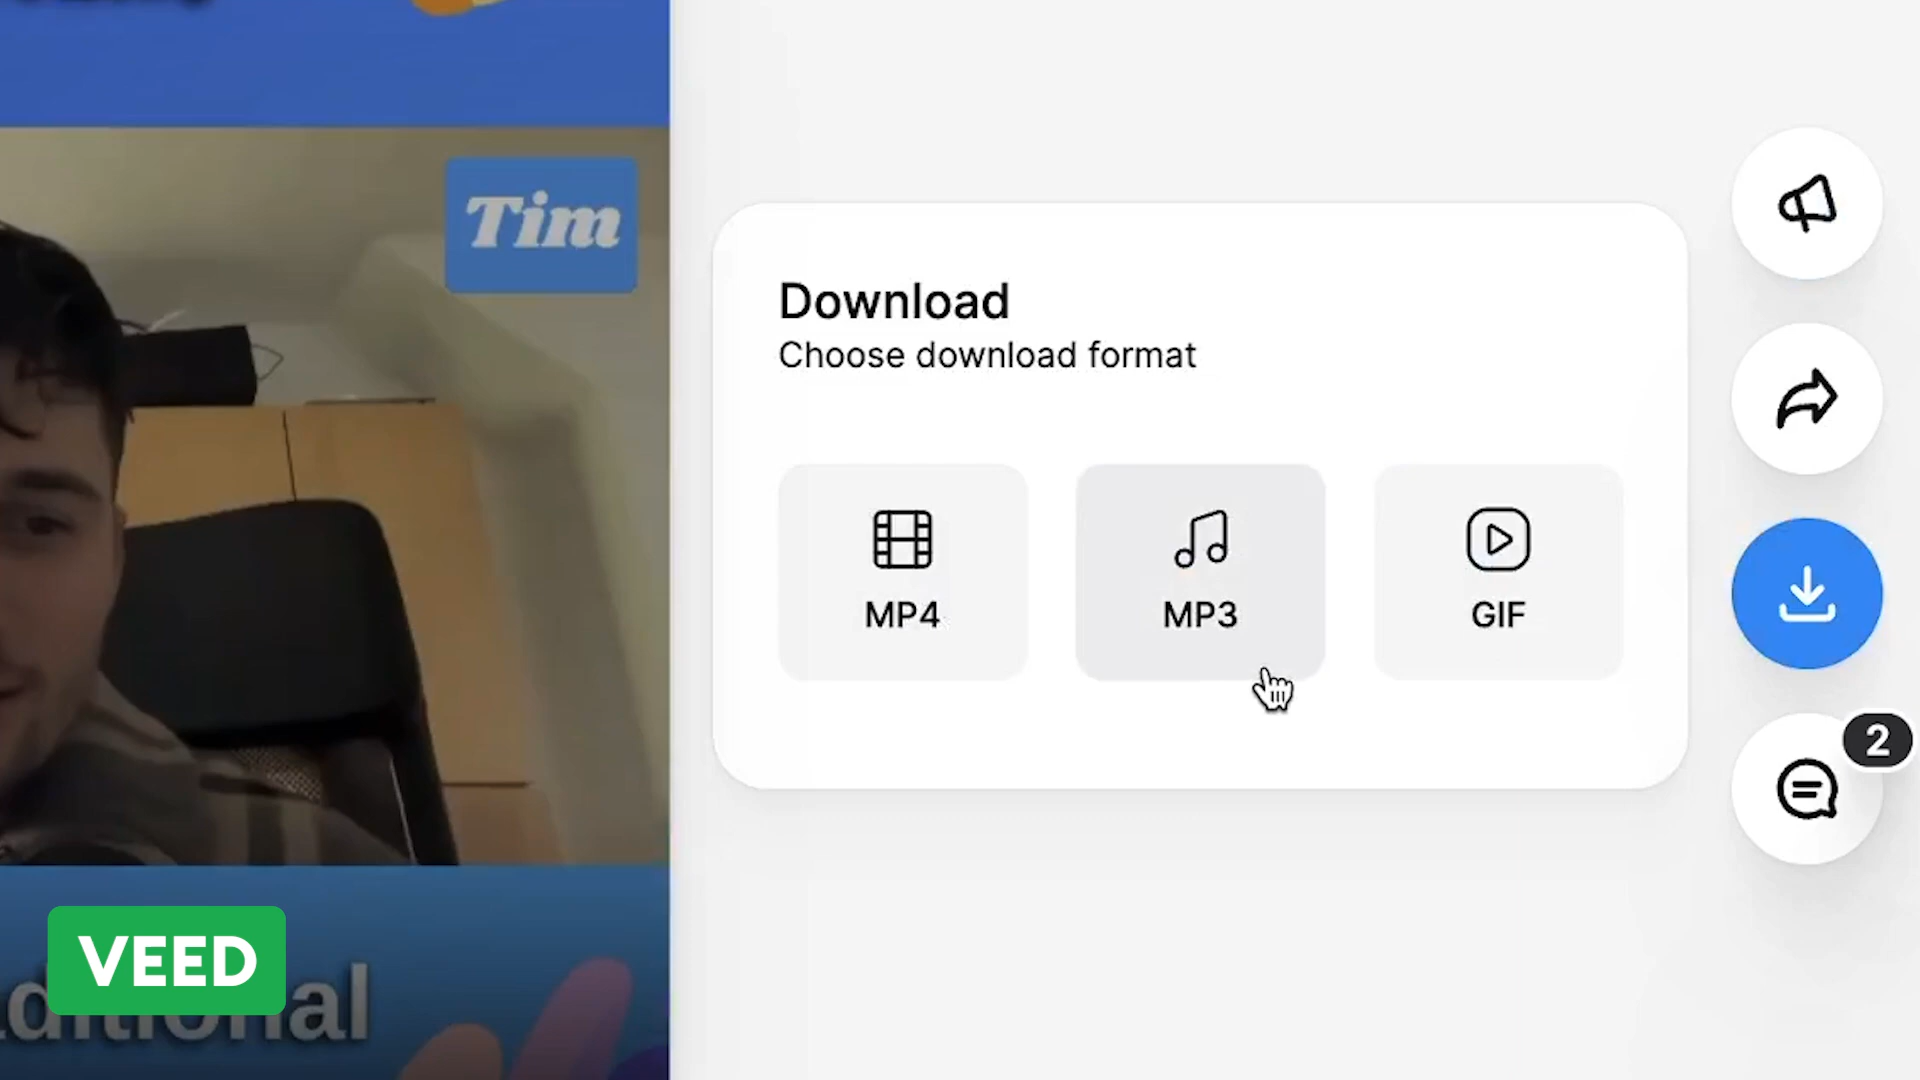 Tim
Download
Choose download format
MP4
MP3
GIF
2
VEED